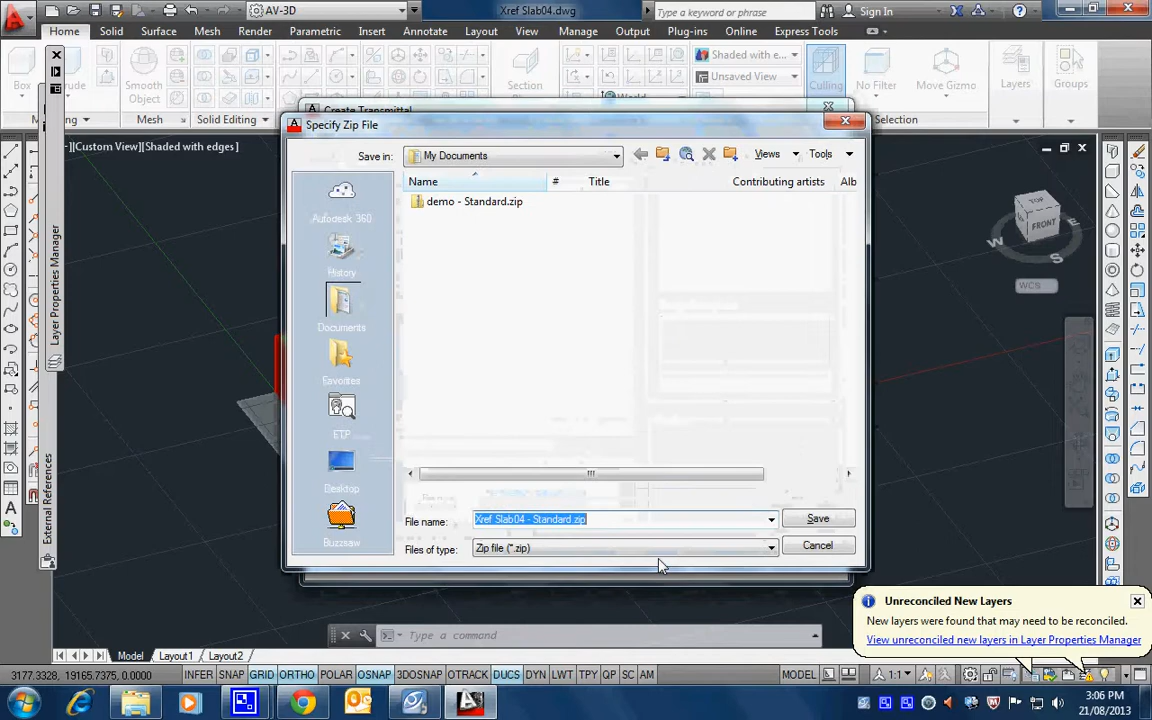 AV-3D
Xref Slab04.dwg
Type a keyword or phrase
Sign In
Home
Solid
Surface
Mesh
Render
Parametric
Insert
Annotate
Layout
View
Manage
Output
Plug-ins
Online
Express Tools
Box
Smooth
Object
Section
Shaded with e...
Unsaved View
World
Culling
No Filter
Move Gizmo
Layers
Groups
Mesh
Solid Editing
Selection
Create Transmittal
Specify Zip File
][Custom View][Shaded with edges]
Save in:
My Documents
Views
Tools
Name
#
Title
Contributing artists
Alb
demo - Standard.zip
Autodesk 360
History
Documents
Favorites
FTP
Desktop
Buzzsaw
File name:
Xref Slab04 - Standard.zip
Save
Files of type:
Zip file (*.zip)
Cancel
Layer Properties Manager
External References
TOP
FRONT
W
S
WCS
Unreconciled New Layers
New layers were found that may need to be reconciled.
View unreconciled new layers in Layer Properties Manager
Type a command
Model
Layout1
Layout2
3177.3328, 19165.7375, 0.0000
INFER SNAP GRID ORTHO POLAR OSNAP 3DOSNAP OTRACK DUCS DYN LWT TPY QP SC AM
MODEL
1:1
3:06 PM
21/08/2013